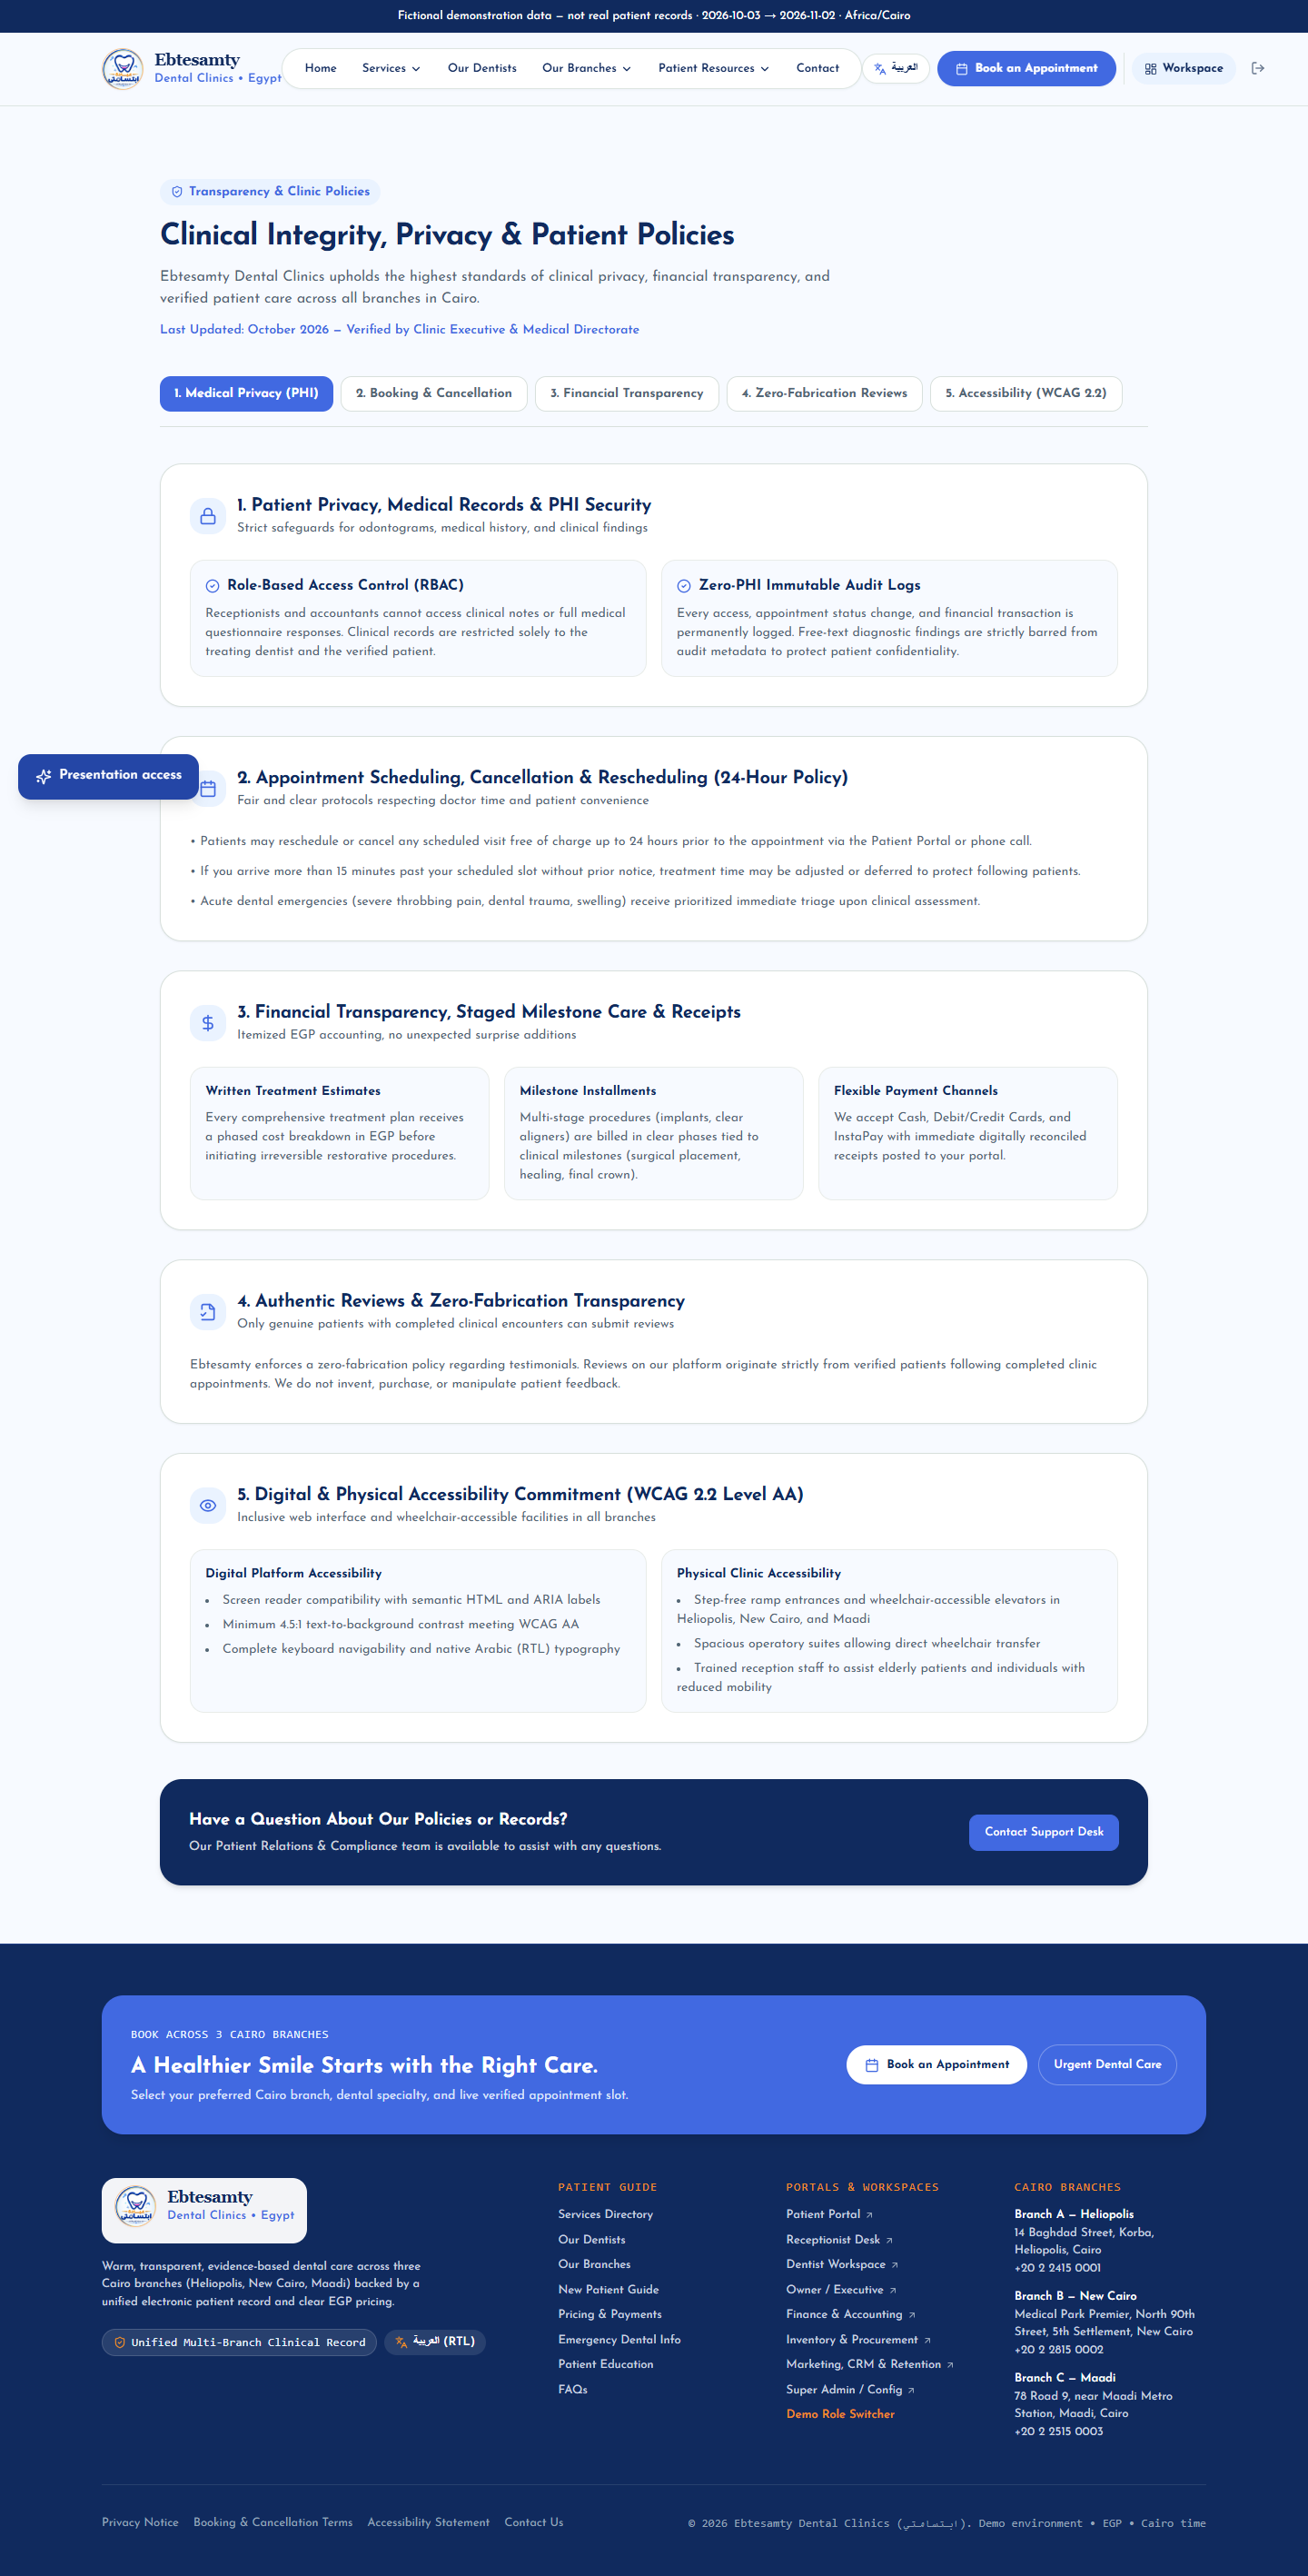 Fictional demonstration data — not real patient records · 2026-10-03 → 2026-11-02 · Africa/Cairo
Ebtesamty
Dental Clinics • Egypt
Home
Services
Our Dentists
Our Branches
Patient Resources
Contact
العربية
Book an Appointment
Workspace
Transparency & Clinic Policies
Clinical Integrity, Privacy & Patient Policies
Ebtesamty Dental Clinics upholds the highest standards of clinical privacy, financial transparency, and
verified patient care across all branches in Cairo.
Last Updated: October 2026 — Verified by Clinic Executive & Medical Directorate
1. Medical Privacy (PHI)
2. Booking & Cancellation
3. Financial Transparency
4. Zero-Fabrication Reviews
5. Accessibility (WCAG 2.2)
1. Patient Privacy, Medical Records & PHI Security
Strict safeguards for odontograms, medical history, and clinical findings
Role-Based Access Control (RBAC)
Receptionists and accountants cannot access clinical notes or full medical
questionnaire responses. Clinical records are restricted solely to the
treating dentist and the verified patient.
Zero-PHI Immutable Audit Logs
Every access, appointment status change, and financial transaction is
permanently logged. Free-text diagnostic findings are strictly barred from
audit metadata to protect patient confidentiality.
Presentation access
2. Appointment Scheduling, Cancellation & Rescheduling (24-Hour Policy)
Fair and clear protocols respecting doctor time and patient convenience
• Patients may reschedule or cancel any scheduled visit free of charge up to 24 hours prior to the appointment via the Patient Portal or phone call.
• If you arrive more than 15 minutes past your scheduled slot without prior notice, treatment time may be adjusted or deferred to protect following patients.
• Acute dental emergencies (severe throbbing pain, dental trauma, swelling) receive prioritized immediate triage upon clinical assessment.
3. Financial Transparency, Staged Milestone Care & Receipts
Itemized EGP accounting, no unexpected surprise additions
Written Treatment Estimates
Every comprehensive treatment plan receives
a phased cost breakdown in EGP before
initiating irreversible restorative procedures.
Milestone Installments
Multi-stage procedures (implants, clear
aligners) are billed in clear phases tied to
clinical milestones (surgical placement,
healing, final crown).
Flexible Payment Channels
We accept Cash, Debit/Credit Cards, and
InstaPay with immediate digitally reconciled
receipts posted to your portal.
4. Authentic Reviews & Zero-Fabrication Transparency
Only genuine patients with completed clinical encounters can submit reviews
Ebtesamty enforces a zero-fabrication policy regarding testimonials. Reviews on our platform originate strictly from verified patients following completed clinic
appointments. We do not invent, purchase, or manipulate patient feedback.
5. Digital & Physical Accessibility Commitment (WCAG 2.2 Level AA)
Inclusive web interface and wheelchair-accessible facilities in all branches
Digital Platform Accessibility
• Screen reader compatibility with semantic HTML and ARIA labels
• Minimum 4.5:1 text-to-background contrast meeting WCAG AA
• Complete keyboard navigability and native Arabic (RTL) typography
Physical Clinic Accessibility
• Step-free ramp entrances and wheelchair-accessible elevators in
Heliopolis, New Cairo, and Maadi
• Spacious operatory suites allowing direct wheelchair transfer
• Trained reception staff to assist elderly patients and individuals with
reduced mobility
Have a Question About Our Policies or Records?
Our Patient Relations & Compliance team is available to assist with any questions.
Contact Support Desk
BOOK ACROSS 3 CAIRO BRANCHES
A Healthier Smile Starts with the Right Care.
Select your preferred Cairo branch, dental specialty, and live verified appointment slot.
Book an Appointment
Urgent Dental Care
Ebtesamty
Dental Clinics • Egypt
Warm, transparent, evidence-based dental care across three
Cairo branches (Heliopolis, New Cairo, Maadi) backed by a
unified electronic patient record and clear EGP pricing.
Unified Multi-Branch Clinical Record
العربية (RTL)
PATIENT GUIDE
Services Directory
Our Dentists
Our Branches
New Patient Guide
Pricing & Payments
Emergency Dental Info
Patient Education
FAQs
PORTALS & WORKSPACES
Patient Portal
Receptionist Desk
Dentist Workspace
Owner / Executive
Finance & Accounting
Inventory & Procurement
Marketing, CRM & Retention
Super Admin / Config
Demo Role Switcher
CAIRO BRANCHES
Branch A — Heliopolis
14 Baghdad Street, Korba,
Heliopolis, Cairo
+20 2 2415 0001
Branch B — New Cairo
Medical Park Premier, North 90th
Street, 5th Settlement, New Cairo
+20 2 2815 0002
Branch C — Maadi
78 Road 9, near Maadi Metro
Station, Maadi, Cairo
+20 2 2515 0003
Privacy Notice
Booking & Cancellation Terms
Accessibility Statement
Contact Us
© 2026 Ebtesamty Dental Clinics (ابتسامتي). Demo environment • EGP • Cairo time